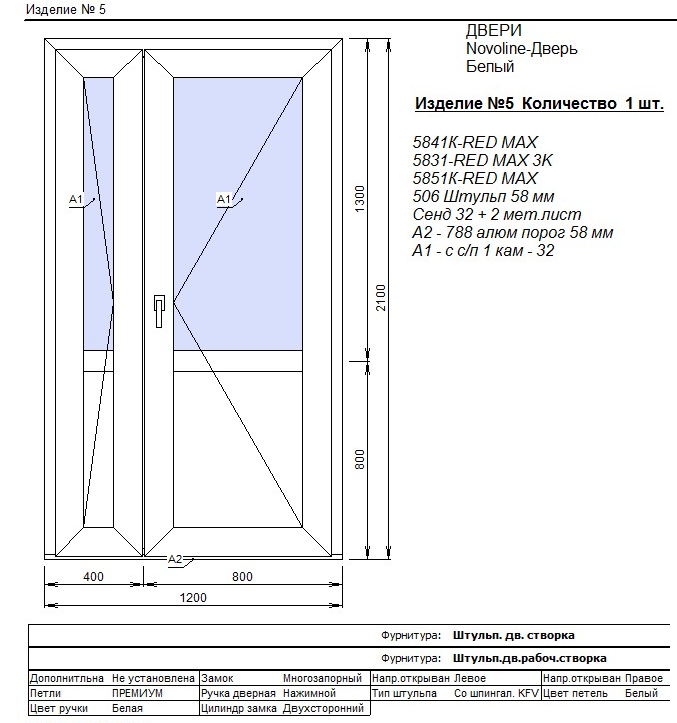 Изделие № 5
ДВЕРИ
Novoline-Дверь
Белый
Изделие №5 Количество 1 шт.
5841К-RED MAX
5831-RED MAX 3К
5851К-RED MAX
506 Штульп 58 мм
Сенд 32 + 2 мет.лист
А2 - 788 алюм порог 58 мм
А1 - с с/п 1 кам - 32
А1
А1
1300
2100
800
А2
400 800
1200
Фурнитура: Штульп. дв. створка
Фурнитура: Штульп.дв.рабоч.створка
Дополнитльна Не установлена Замок Многозапорный Напр.открыван Левое Напр.открыван Правое
Петли ПРЕМИУМ Ручка дверная Нажимной Тип штульпа Со шпингал. KFV Цвет петель Белый
Цвет ручки Белая Цилиндр замка Двухсторонний